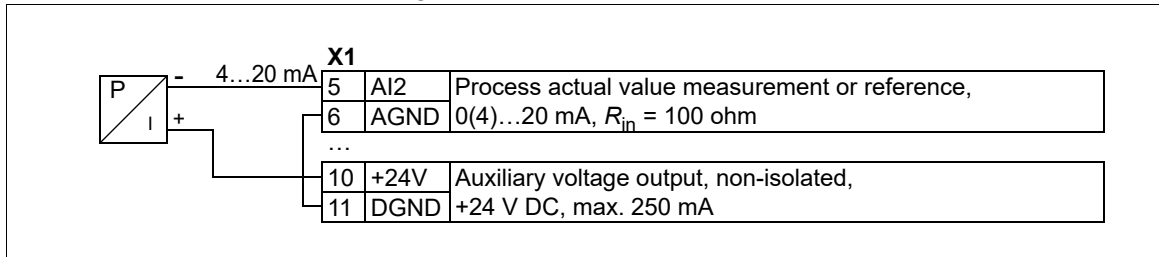 X1
- 4…20 mA
P
I +
5 AI2 Process actual value measurement or reference,
6 AGND 0(4)…20 mA, Rin = 100 ohm
…
10 +24V Auxiliary voltage output, non-isolated,
11 DGND +24 V DC, max. 250 mA